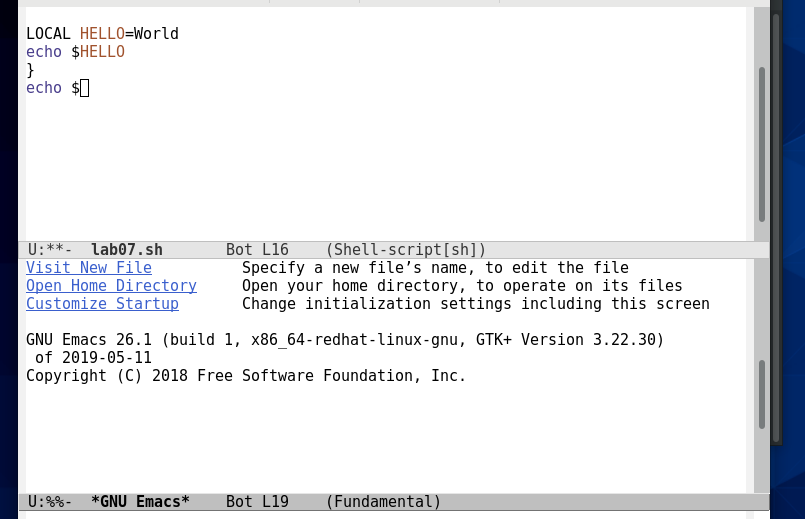 LOCAL HELLO=World
echo $HELLO
}
echo $
U:**-  lab07.sh       Bot L16    (Shell-script[sh])
Visit New File          Specify a new file’s name, to edit the file
Open Home Directory     Open your home directory, to operate on its files
Customize Startup       Change initialization settings including this screen
GNU Emacs 26.1 (build 1, x86_64-redhat-linux-gnu, GTK+ Version 3.22.30)
 of 2019-05-11
Copyright (C) 2018 Free Software Foundation, Inc.
U:%%-  *GNU Emacs*    Bot L19    (Fundamental)